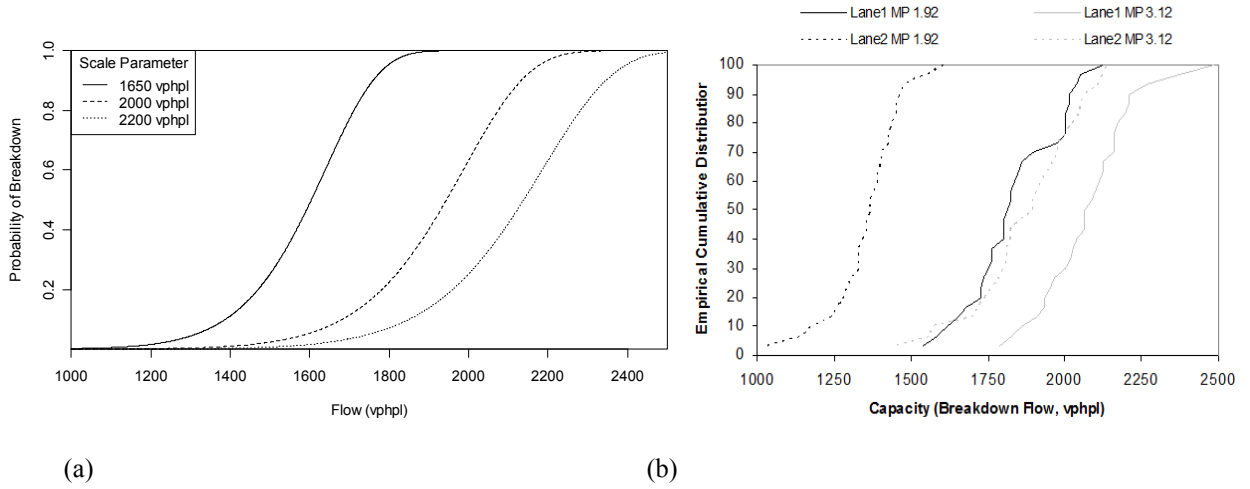 Scale Parameter
1650 vphpl
2000 vphpl
2200 vphpl
Probability of Breakdown
1.0
0.8
0.6
0.4
0.2
1000 1200 1400 1600 1800 2000 2200 2400
Flow (vphpl)
(a)
Lane1 MP 1.92 Lane1 MP 3.12
Lane2 MP 1.92 Lane2 MP 3.12
Empirical Cumulative Distributior
100
90
80
70
60
50
40
30
20
10
0
1000 1250 1500 1750 2000 2250 2500
Capacity (Breakdown Flow, vphpl)
(b)